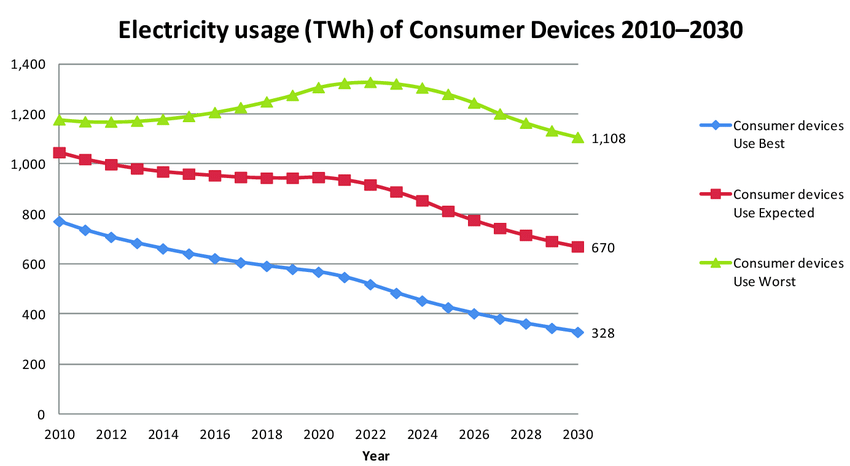 Electricity usage (TWh) of Consumer Devices 2010–2030
1,400
1,200
1,000
800
600
400
200
0
2010 2012 2014 2016 2018 2020 2022 2024 2026 2028 2030
Year
1,108
670
328
Consumer devices
Use Best
Consumer devices
Use Expected
Consumer devices
Use Worst